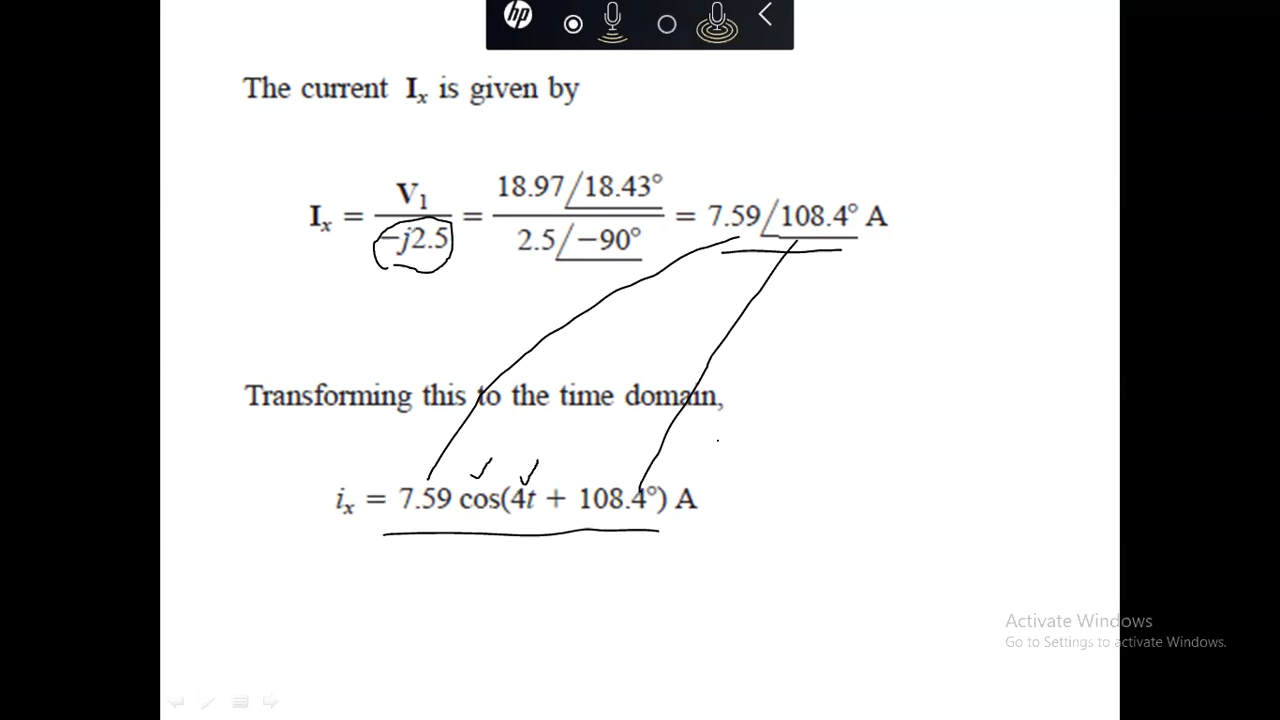 hp
The current Iₓ is given by
Iₓ = V₁ / −j2.5 = 18.97∠18.43° / 2.5∠−90° = 7.59∠108.4° A
Transforming this to the time domain,
iₓ = 7.59 cos(4t + 108.4°) A
Activate Windows
Go to Settings to activate Windows.